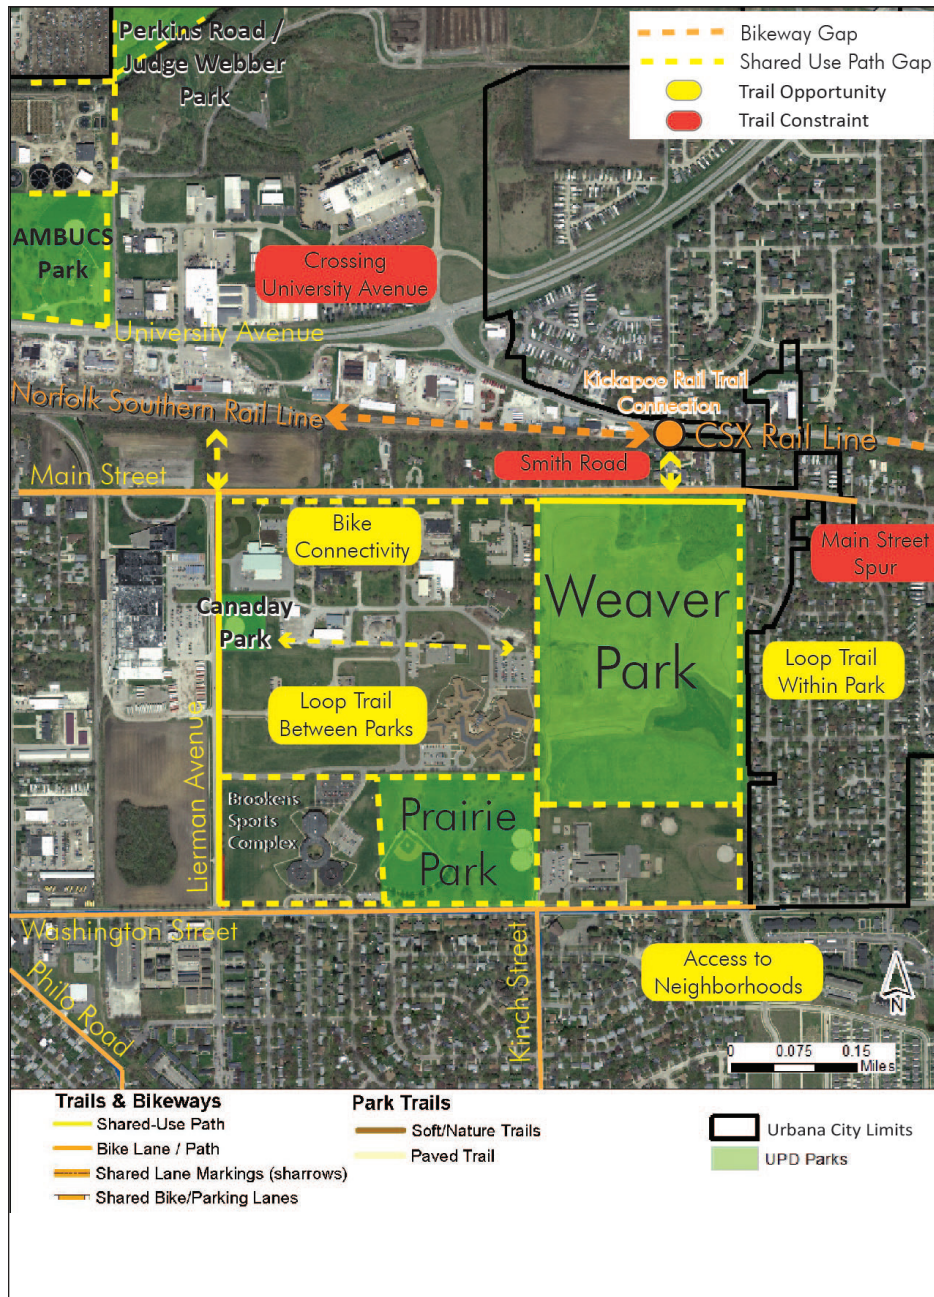 Perkins Road /
Judge Webber
Park
Bikeway Gap
Shared Use Path Gap
Trail Opportunity
Trail Constraint
AMBUCS
Park
Crossing
University Avenue
University Avenue
Kickapoe Rail Trail
Connection
Norfolk Southern Rail Line
CSX Rail Line
Smith Road
Main Street
Bike
Connectivity
Main Street
Spur
Weaver
Park
Canaday
Park
Loop Trail
Within Park
Loop Trail
Between Parks
Lierman Avenue
Brookens
Sports
Complex
Prairie
Park
Washington Street
Kinch Street
Access to
Neighborhoods
Philo Road
N
0 0.075 0.15
Miles
Trails & Bikeways
Shared-Use Path
Bike Lane / Path
Shared Lane Markings (sharrows)
Shared Bike/Parking Lanes
Park Trails
Soft/Nature Trails
Paved Trail
Urbana City Limits
UPD Parks